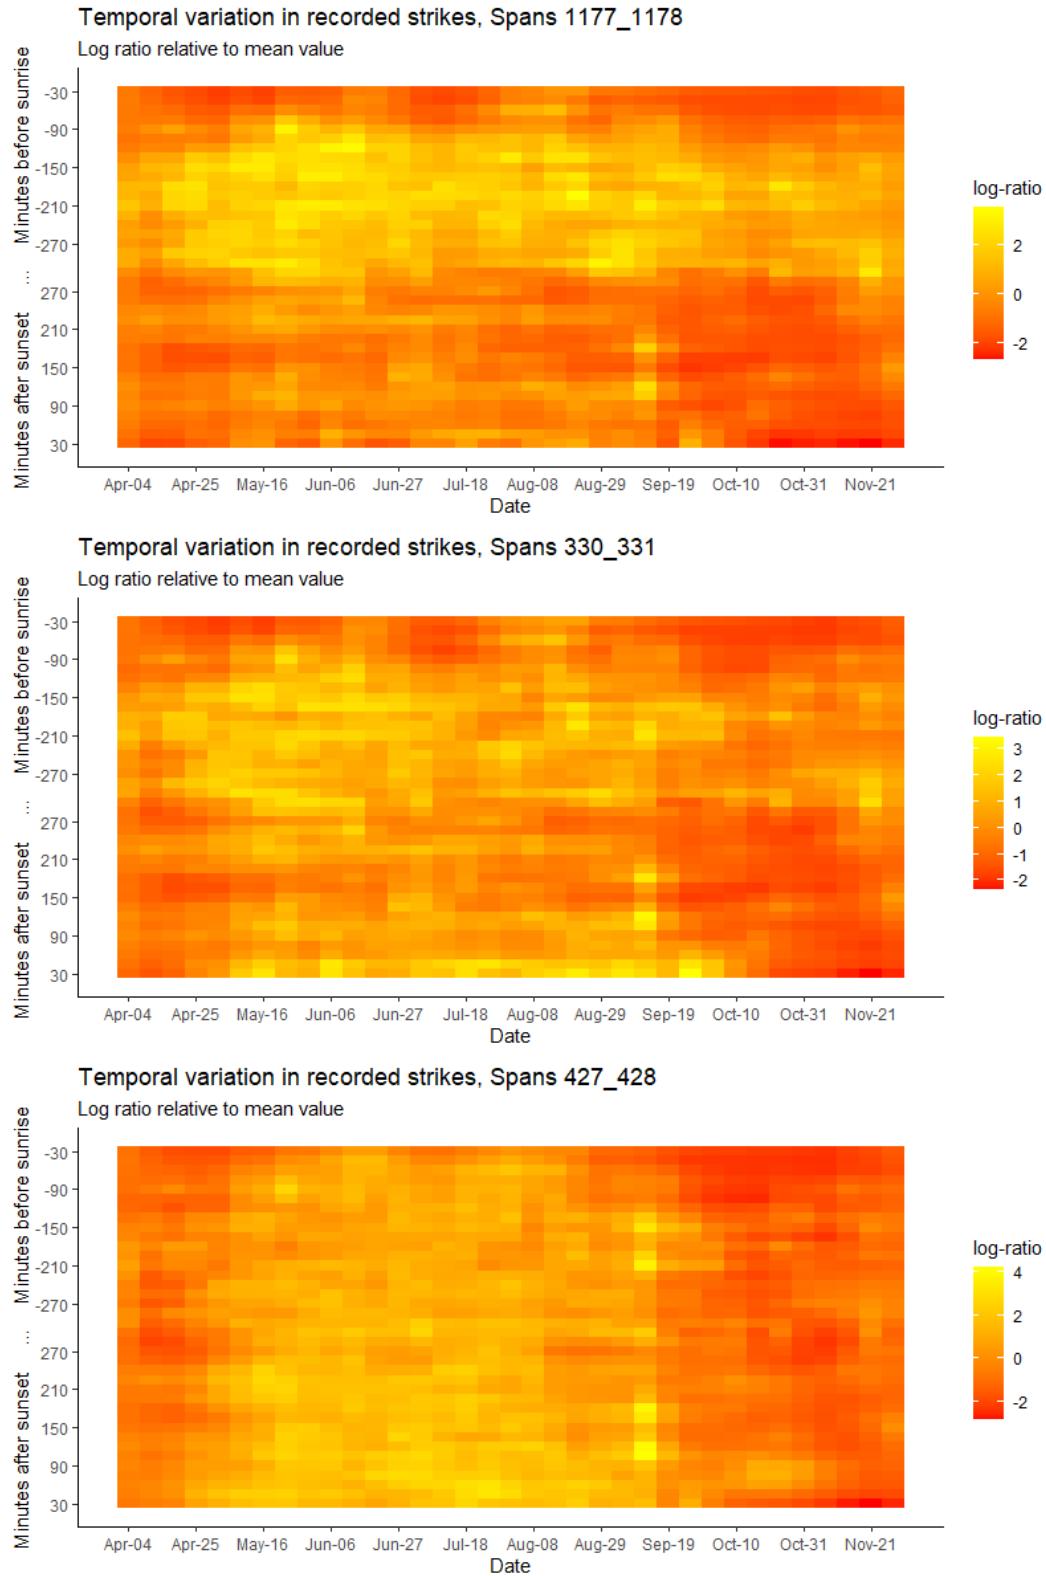 Temporal variation in recorded strikes, Spans 1177_1178
Log ratio relative to mean value
Minutes after sunset ... Minutes before sunrise
-30
-90
-150
-210
-270
270
210
150
90
30
Apr-04 Apr-25 May-16 Jun-06 Jun-27 Jul-18 Aug-08 Aug-29 Sep-19 Oct-10 Oct-31 Nov-21
Date
log-ratio
2
0
-2
Temporal variation in recorded strikes, Spans 330_331
Log ratio relative to mean value
Minutes after sunset ... Minutes before sunrise
-30
-90
-150
-210
-270
270
210
150
90
30
Apr-04 Apr-25 May-16 Jun-06 Jun-27 Jul-18 Aug-08 Aug-29 Sep-19 Oct-10 Oct-31 Nov-21
Date
log-ratio
3
2
1
0
-1
-2
Temporal variation in recorded strikes, Spans 427_428
Log ratio relative to mean value
Minutes after sunset ... Minutes before sunrise
-30
-90
-150
-210
-270
270
210
150
90
30
Apr-04 Apr-25 May-16 Jun-06 Jun-27 Jul-18 Aug-08 Aug-29 Sep-19 Oct-10 Oct-31 Nov-21
Date
log-ratio
4
2
0
-2